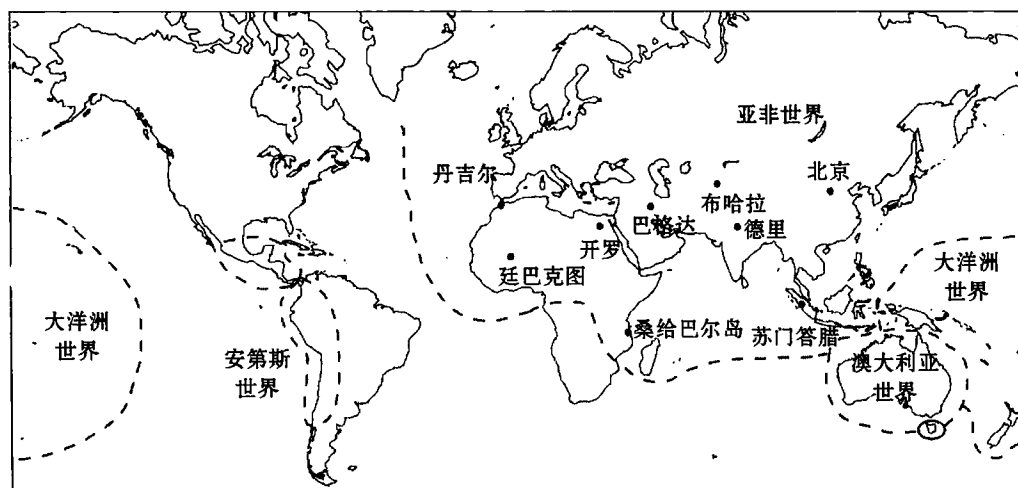 亚非世界
丹吉尔
北京
布哈拉
巴格达
德里
开罗
廷巴克图
大洋洲
世界
大洋洲
世界
桑给巴尔岛
苏门答腊
安第斯
世界
澳大利亚
世界